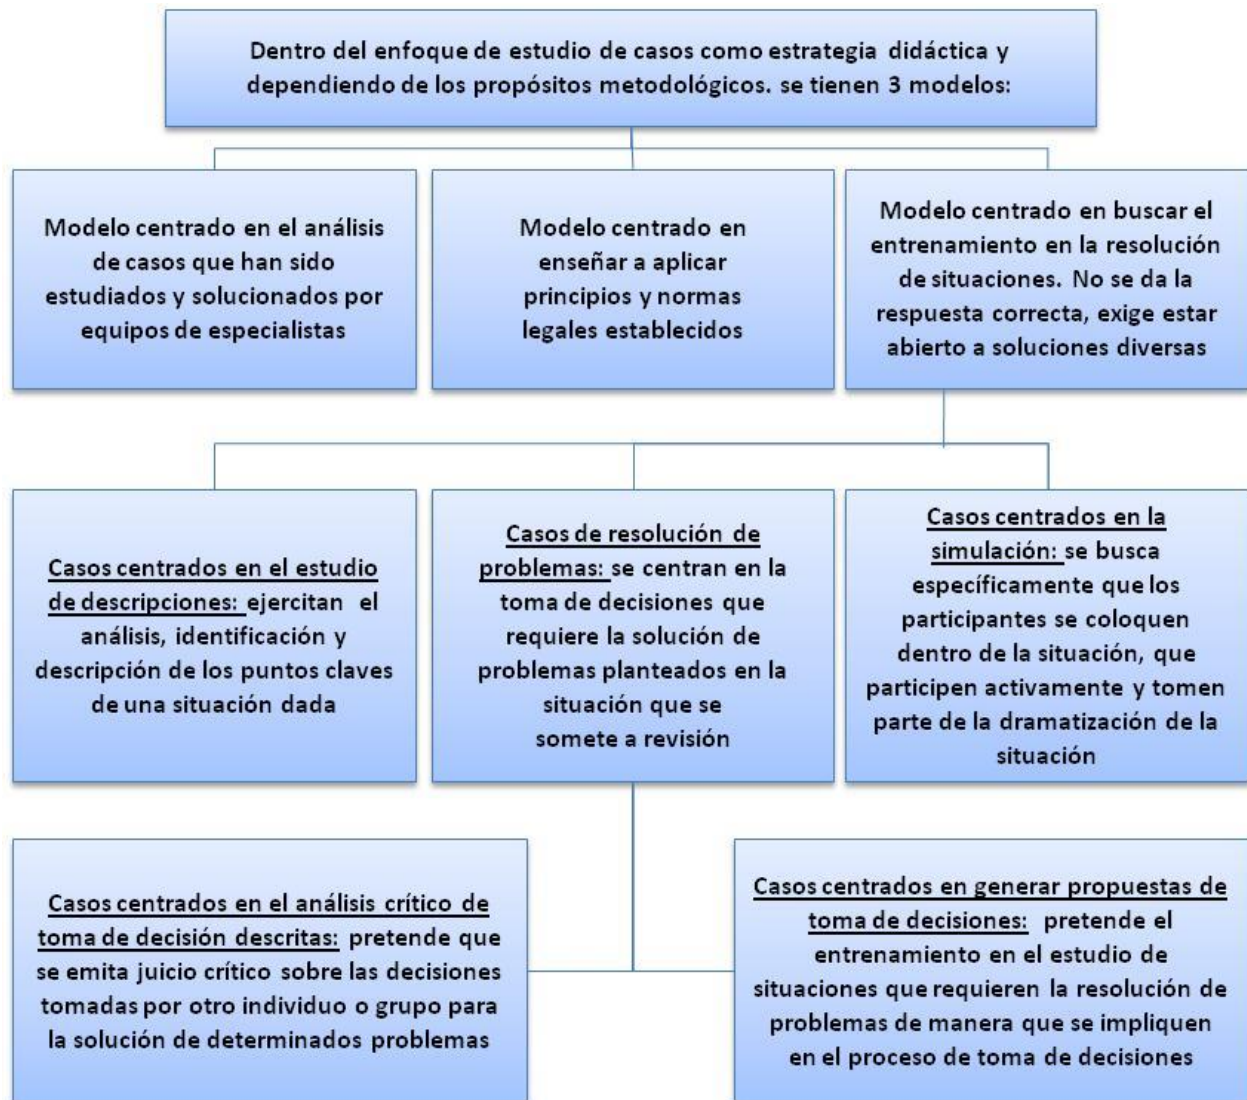 Dentro del enfoque de estudio de casos como estrategia didáctica y
dependiendo de los propósitos metodológicos. se tienen 3 modelos:
Modelo centrado en el análisis
de casos que han sido
estudiados y solucionados por
equipos de especialistas
Modelo centrado en
enseñar a aplicar
principios y normas
legales establecidos
Modelo centrado en buscar el
entrenamiento en la resolución
de situaciones. No se da la
respuesta correcta, exige estar
abierto a soluciones diversas
Casos centrados en el estudio
de descripciones: ejercitan el
análisis, identificación y
descripción de los puntos claves
de una situación dada
Casos de resolución de
problemas: se centran en la
toma de decisiones que
requiere la solución de
problemas planteados en la
situación que se
somete a revisión
Casos centrados en la
simulación: se busca
específicamente que los
participantes se coloquen
dentro de la situación, que
participen activamente y tomen
parte de la dramatización de la
situación
Casos centrados en el análisis crítico de
toma de decisión descritas: pretende que
se emita juicio crítico sobre las decisiones
tomadas por otro individuo o grupo para
la solución de determinados problemas
Casos centrados en generar propuestas de
toma de decisiones: pretende el
entrenamiento en el estudio de
situaciones que requieren la resolución de
problemas de manera que se impliquen
en el proceso de toma de decisiones